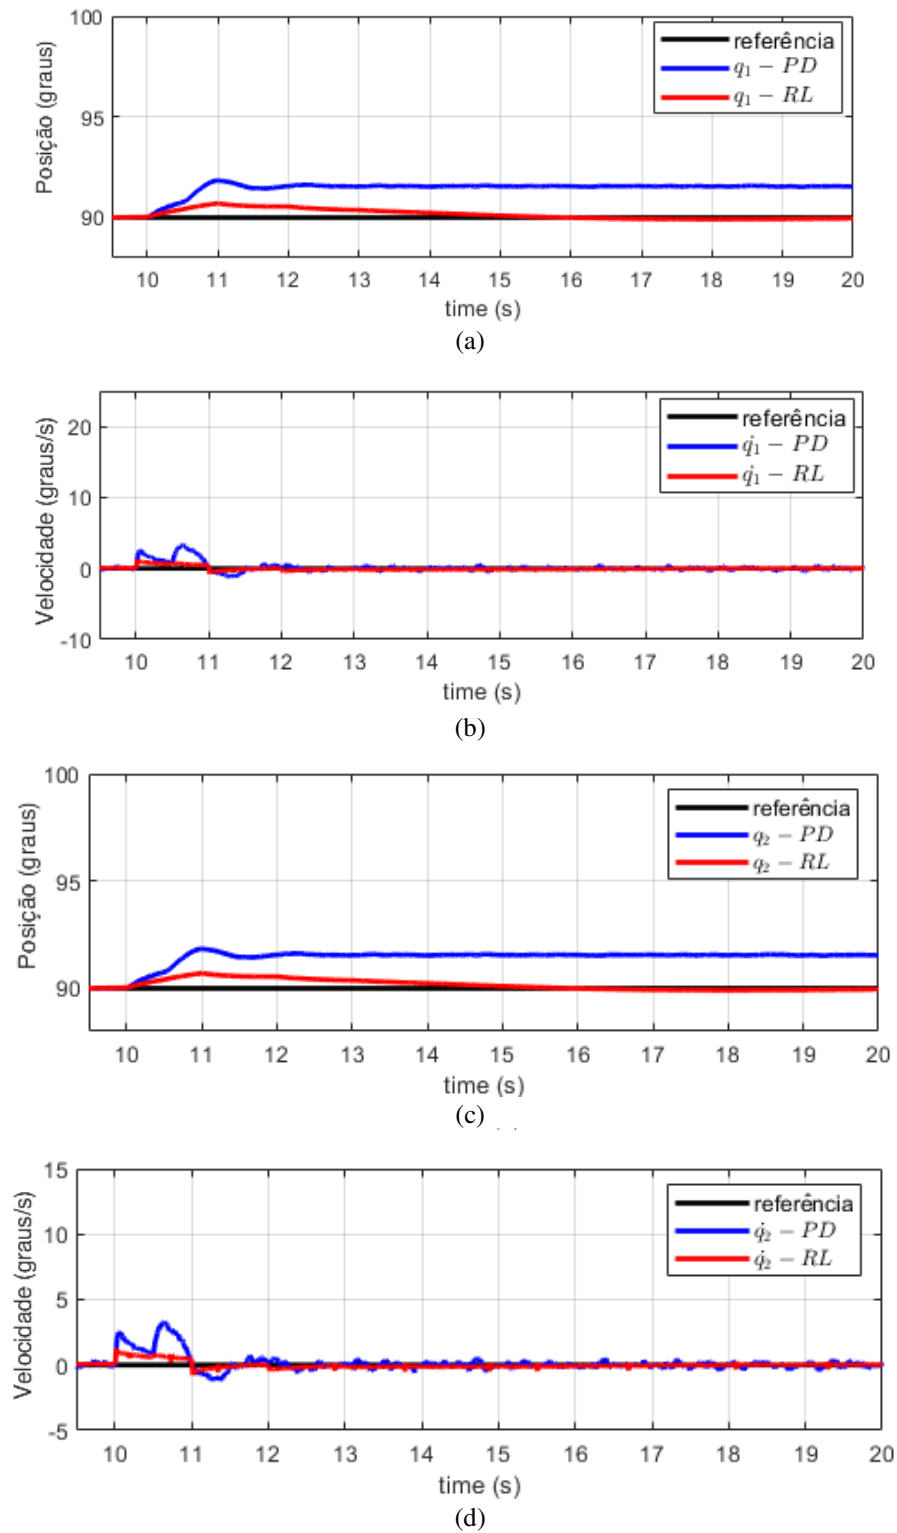 100
95
90
Posição (graus)
referência
q₁ − PD
q₁ − RL
10 11 12 13 14 15 16 17 18 19 20
time (s)
(a)
20
10
0
-10
Velocidade (graus/s)
referência
q̇₁ − PD
q̇₁ − RL
10 11 12 13 14 15 16 17 18 19 20
time (s)
(b)
100
95
90
Posição (graus)
referência
q₂ − PD
q₂ − RL
10 11 12 13 14 15 16 17 18 19 20
time (s)
(c)
15
10
5
0
-5
Velocidade (graus/s)
referência
q̇₂ − PD
q̇₂ − RL
10 11 12 13 14 15 16 17 18 19 20
time (s)
(d)